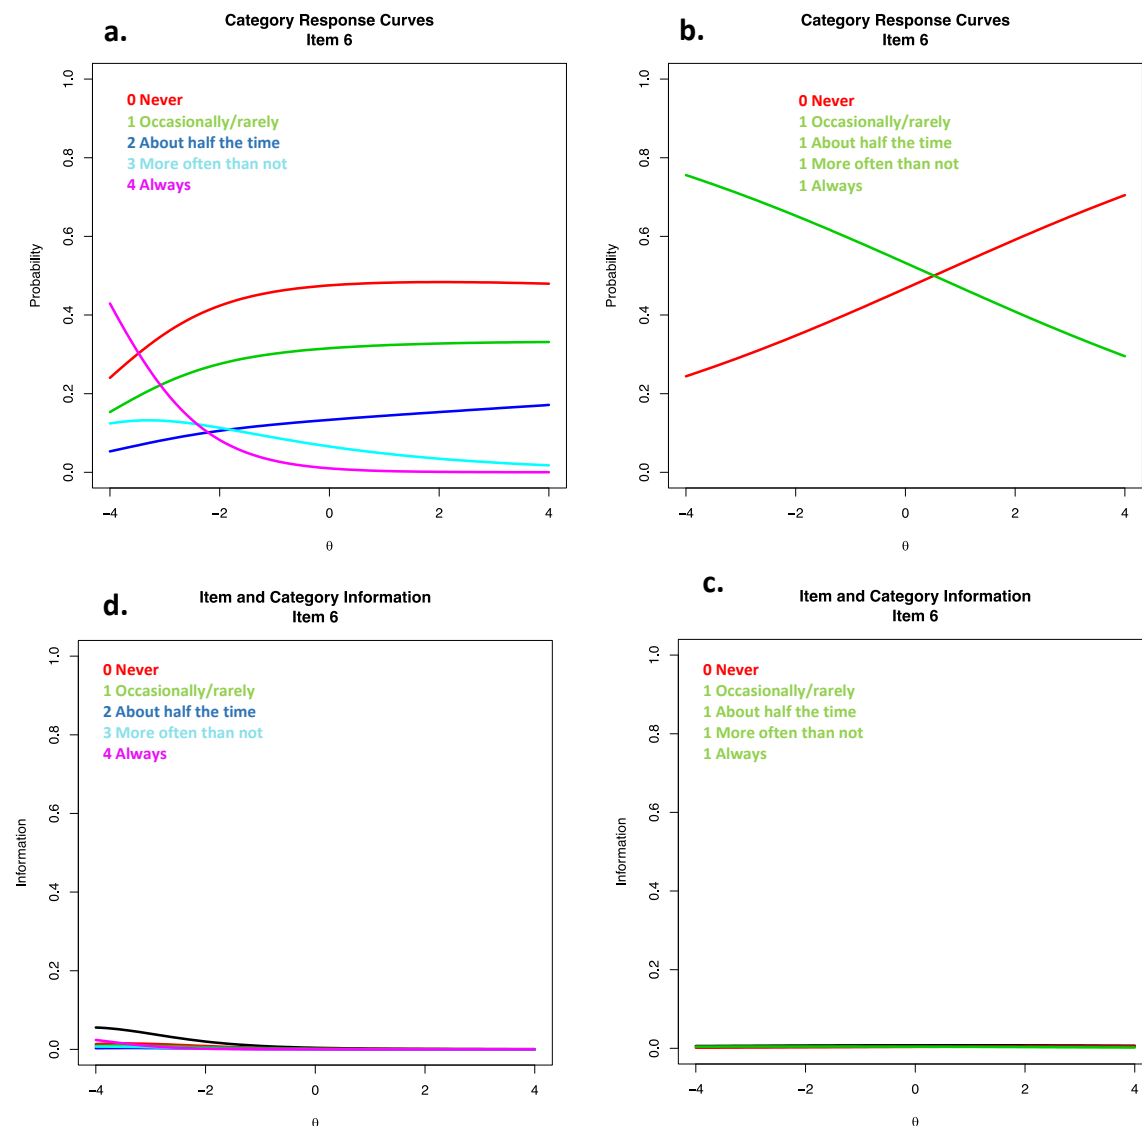 a.
Category Response Curves
Item 6
0 Never
1 Occasionally/rarely
2 About half the time
3 More often than not
4 Always
Probability
0.0
0.2
0.4
0.6
0.8
1.0
−4
−2
0
2
4
θ
b.
Category Response Curves
Item 6
0 Never
1 Occasionally/rarely
1 About half the time
1 More often than not
1 Always
Probability
0.0
0.2
0.4
0.6
0.8
1.0
−4
−2
0
2
4
θ
d.
Item and Category Information
Item 6
0 Never
1 Occasionally/rarely
2 About half the time
3 More often than not
4 Always
Information
0.0
0.2
0.4
0.6
0.8
1.0
−4
−2
0
2
4
θ
c.
Item and Category Information
Item 6
0 Never
1 Occasionally/rarely
1 About half the time
1 More often than not
1 Always
Information
0.0
0.2
0.4
0.6
0.8
1.0
−4
−2
0
2
4
θ